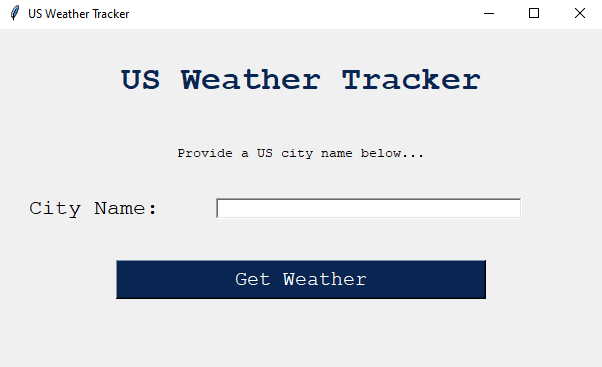 US Weather Tracker
US Weather Tracker
Provide a US city name below...
City Name:
Get Weather